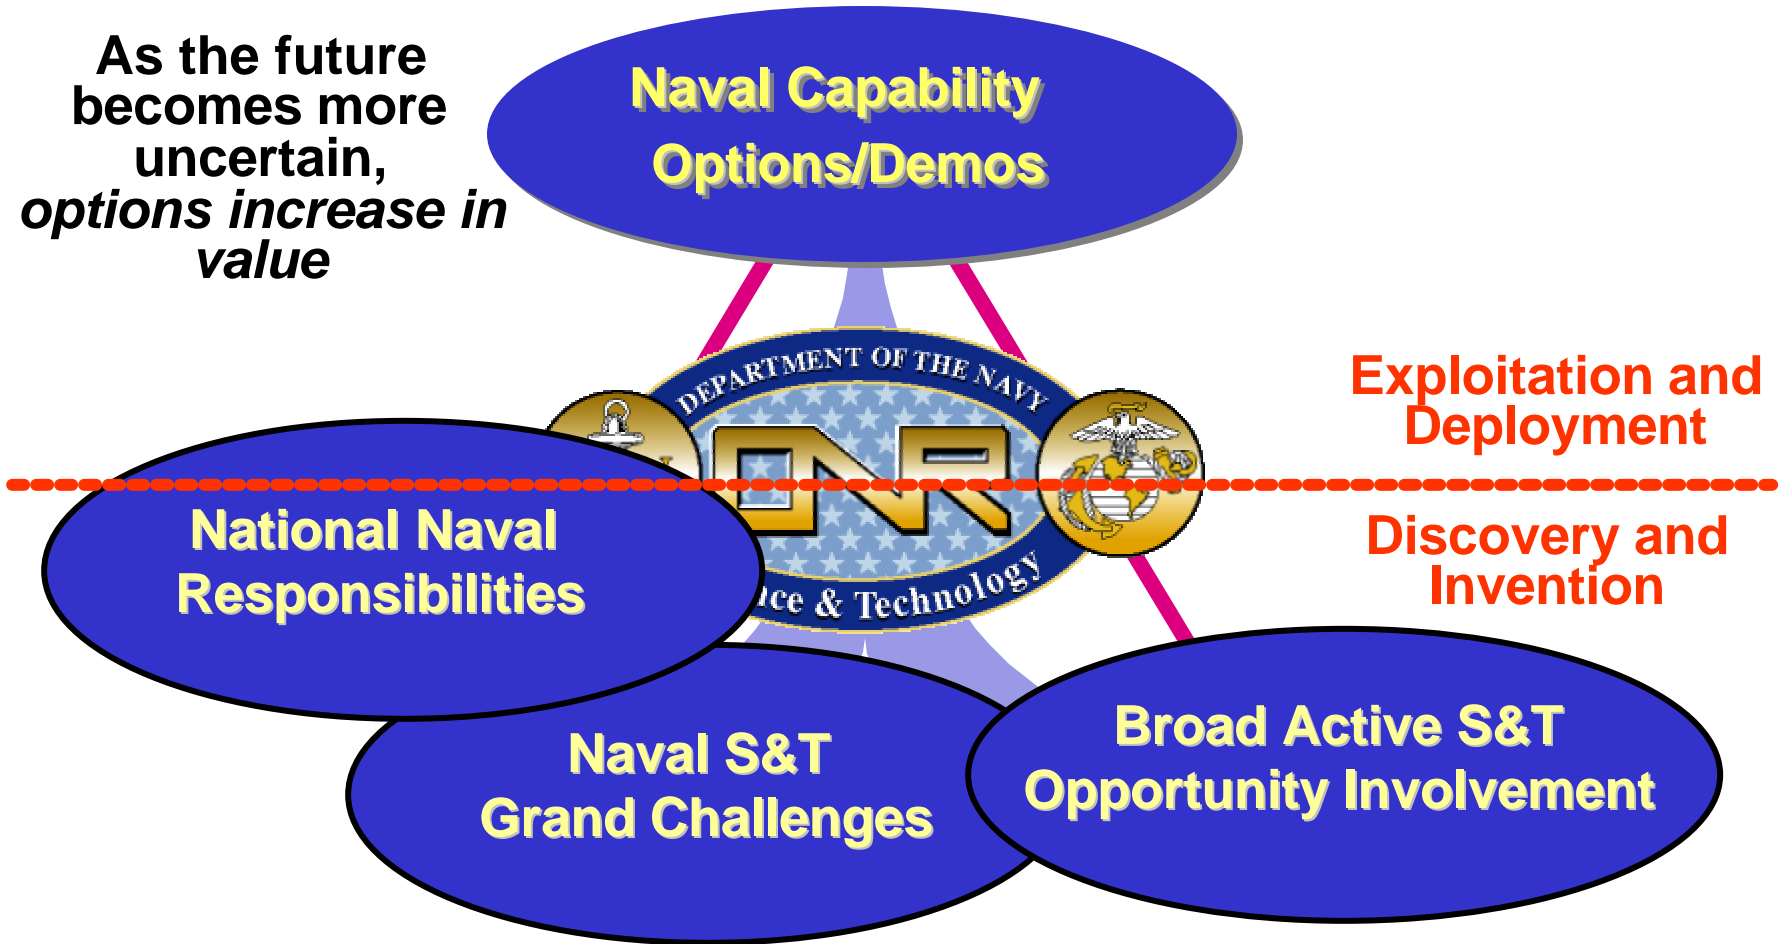 As the future
becomes more
uncertain,
options increase in
value
Naval Capability
Options/Demos
DEPARTMENT OF THE NAVY
ONR
& Technology
Exploitation and
Deployment
Discovery and
Invention
National Naval
Responsibilities
Naval S&T
Grand Challenges
Broad Active S&T
Opportunity Involvement